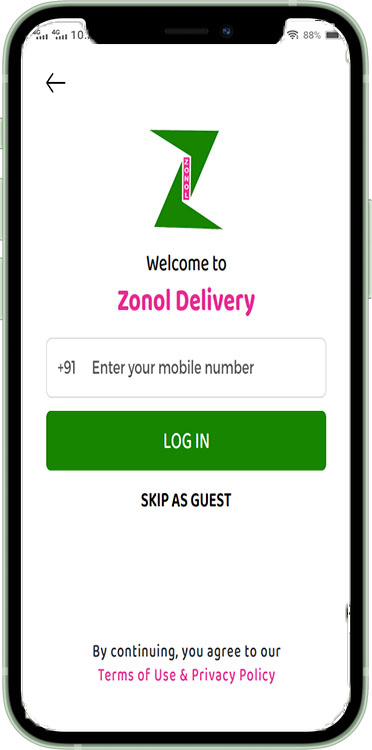 4G 4G 10: 88%
ZONOL
Welcome to
Zonol Delivery
+91 Enter your mobile number
LOG IN
SKIP AS GUEST
By continuing, you agree to our
Terms of Use & Privacy Policy